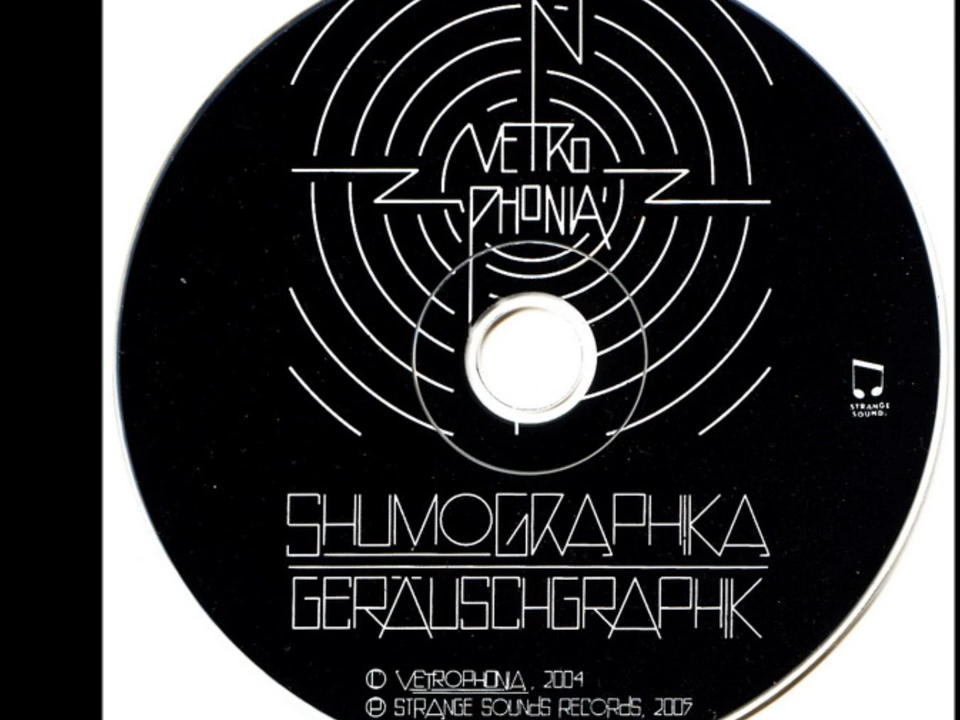 VETRO
PHONIA
STRANGE
SOUND.
SHUMOGRAPHIKA
GERÄUSCHGRAPHIK
© VETROPHONIA, 2004
℗ STRANGE SOUNDS RECORDS, 2005